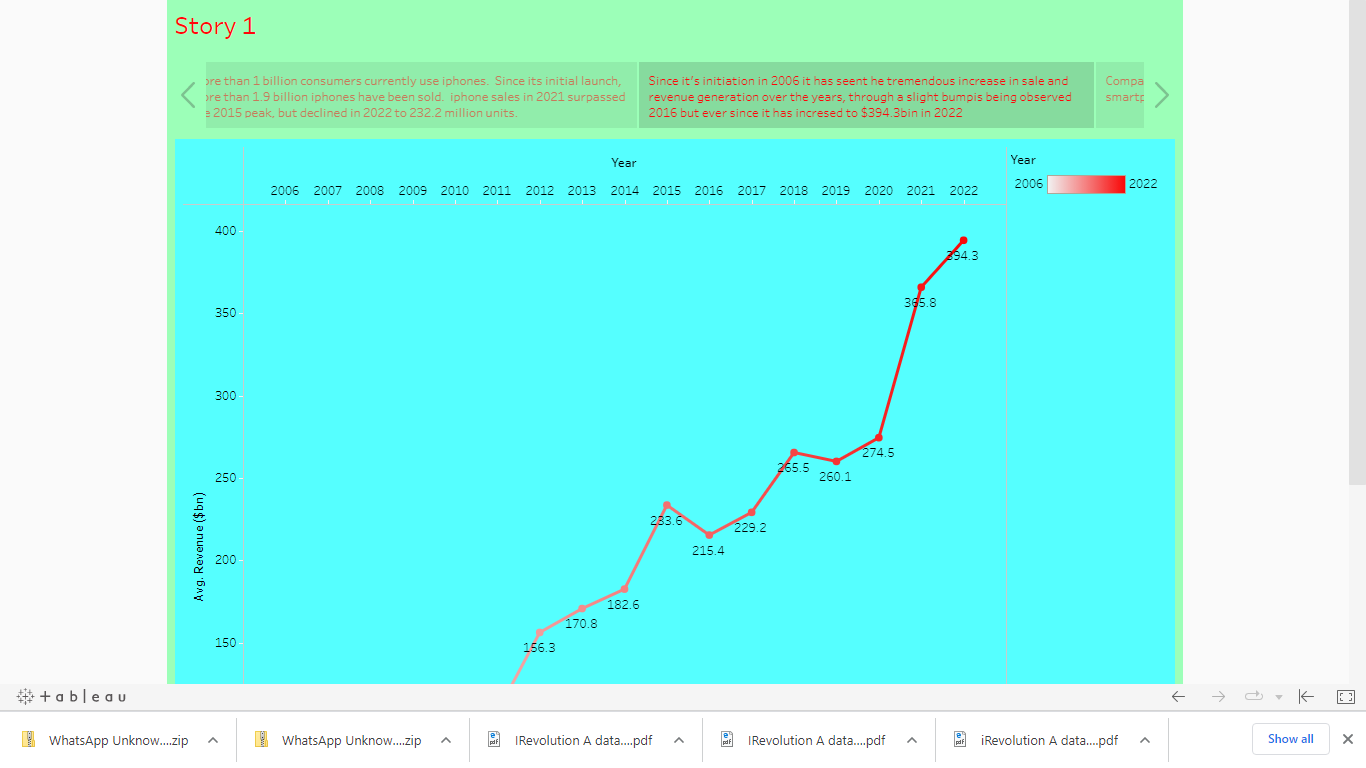 Story 1
ore than 1 billion consumers currently use iphones. Since its initial launch,
ore than 1.9 billion iphones have been sold. iphone sales in 2021 surpassed
e 2015 peak, but declined in 2022 to 232.2 million units.
Since it's initiation in 2006 it has seent he tremendous increase in sale and
revenue generation over the years, through a slight bumpis being observed
2016 but ever since it has incresed to $394.3bin in 2022
Compa
smartp
Year
2006 2007 2008 2009 2010 2011 2012 2013 2014 2015 2016 2017 2018 2019 2020 2021 2022
Year
2006 2022
400
350
300
250
200
150
Avg. Revenue ($bn)
394.3
365.8
274.5
265.5
260.1
233.6
229.2
215.4
182.6
170.8
156.3
+ a b | e a u
WhatsApp Unknow....zip
WhatsApp Unknow....zip
IRevolution A data....pdf
IRevolution A data....pdf
iRevolution A data....pdf
Show all